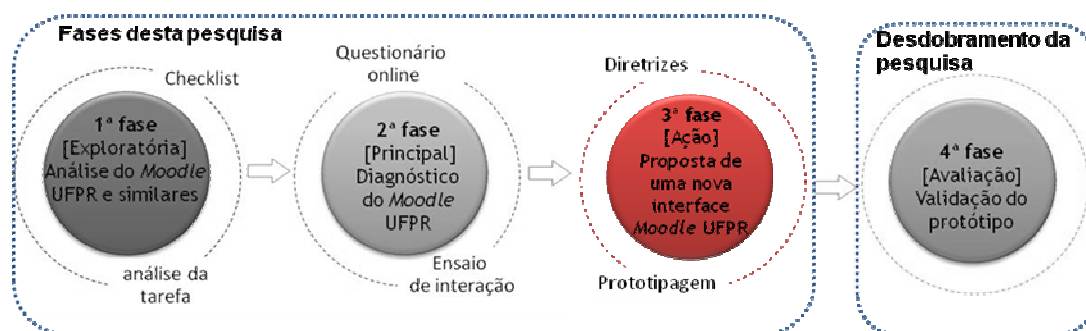 Fases desta pesquisa
Checklist
1ª fase
[Exploratória]
Análise do Moodle
UFPR e similares
análise da
tarefa
Questionário
online
2ª fase
[Principal]
Diagnóstico
do Moodle
UFPR
Ensaio
de interação
Diretrizes
3ª fase
[Ação]
Proposta de
uma nova
interface
Moodle UFPR
Prototipagem
Desdobramento da
pesquisa
4ª fase
[Avaliação]
Validação do
protótipo